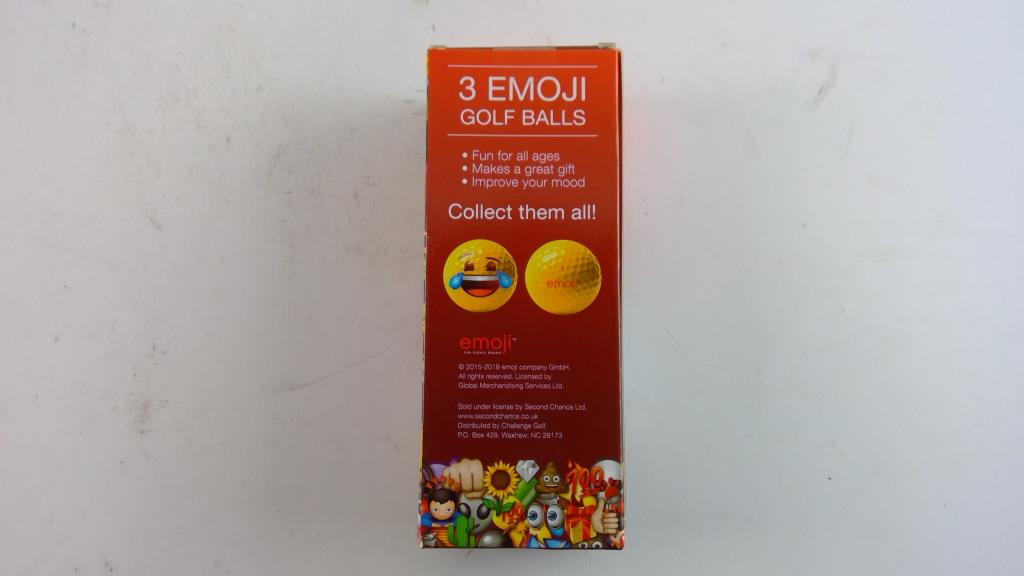 3 EMOJI
GOLF BALLS
• Fun for all ages
• Makes a great gift
• Improve your mood
Collect them all!
emoji
emoji™
THE ICONIC BRAND
© 2015-2019 emoji company GmbH.
All rights reserved. Licensed by
Global Merchandising Services Ltd.
Sold under license by Second Chance Ltd.
www.secondchance.co.uk
Distributed by Challenge Golf.
P.O. Box 429, Waxhaw, NC 28173
100